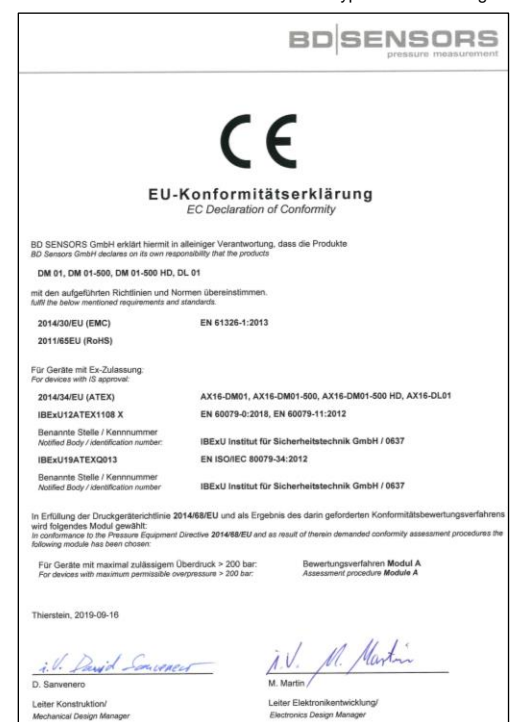 BD|SENSORS
pressure measurement
CE
EU-Konformitätserklärung
EC Declaration of Conformity
BD SENSORS GmbH erklärt hiermit in alleiniger Verantwortung, dass die Produkte
BD Sensors GmbH declares on its own responsibility that the products
DM 01, DM 01-500, DM 01-500 HD, DL 01
mit den aufgeführten Richtlinien und Normen übereinstimmen.
fulfil the below mentioned requirements and standards.
2014/30/EU (EMC) EN 61326-1:2013
2011/65EU (RoHS)
Für Geräte mit Ex-Zulassung:
For devices with IS approval:
2014/34/EU (ATEX) AX16-DM01, AX16-DM01-500, AX16-DM01-500 HD, AX16-DL01
IBExU12ATEX1108 X EN 60079-0:2018, EN 60079-11:2012
Benannte Stelle / Kennnummer
Notified Body / identification number: IBExU Institut für Sicherheitstechnik GmbH / 0637
IBExU19ATEXQ013 EN ISO/IEC 80079-34:2012
Benannte Stelle / Kennnummer
Notified Body / identification number IBExU Institut für Sicherheitstechnik GmbH / 0637
In Erfüllung der Druckgeräterichtlinie 2014/68/EU und als Ergebnis des darin geforderten Konformitätsbewertungsverfahrens
wird folgendes Modul gewählt:
In conformance to the Pressure Equipment Directive 2014/68/EU and as result of therein demanded conformity assessment procedures the
following module has been chosen:
Für Geräte mit maximal zulässigem Überdruck > 200 bar: Bewertungsverfahren Modul A
For devices with maximum permissible overpressure > 200 bar: Assessment procedure Module A
Thierstein, 2019-09-16
i.V. David Sanvenero i.V. M. Martin
D. Sanvenero M. Martin
Leiter Konstruktion/ Leiter Elektronikentwicklung/
Mechanical Design Manager Electronics Design Manager